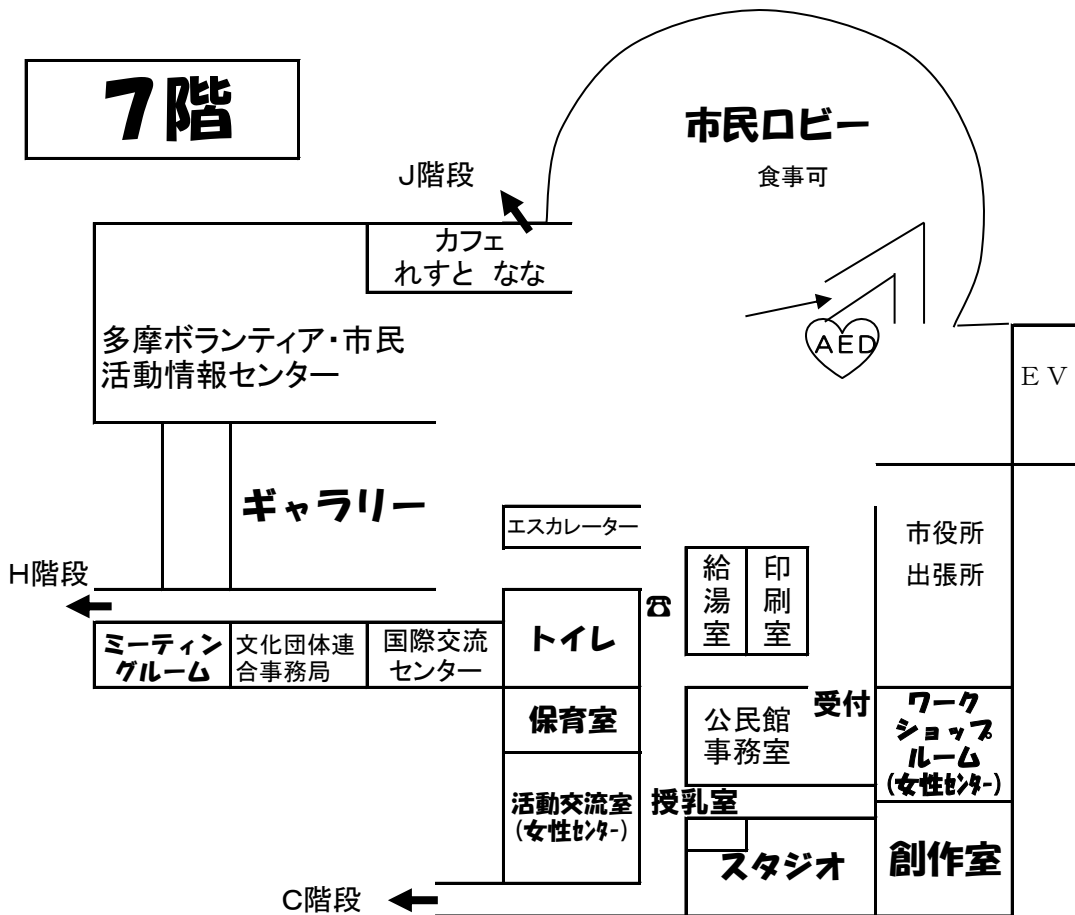 7階
市民ロビー
食事可
J階段
カフェ
れすと なな
多摩ボランティア・市民
活動情報センター
AED
EV
ギャラリー
エスカレーター
市役所
出張所
H階段
給湯室
印刷室
☎
ミーティン
グルーム
文化団体連
合事務局
国際交流
センター
トイレ
保育室
公民館
事務室
受付
ワーク
ショップ
ルーム
(女性ｾﾝﾀｰ)
活動交流室
(女性ｾﾝﾀｰ)
授乳室
スタジオ
創作室
C階段